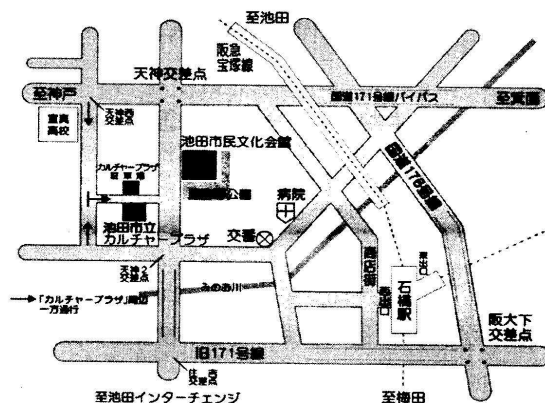 至池田
阪急
宝塚線
天神交差点
至神戸
国道171号線バイパス
至箕面
天神西
交差点
宣真
高校
池田市民文化会館
カルチャープラザ
駐車場
公園
病院
国道176号線
池田市立
カルチャープラザ
交番
天神2
交差点
商店街
東出口
みのお川
石橋駅
西出口
「カルチャープラザ」周辺
一方通行
阪大下
交差点
旧171号線
住吉
交差点
至池田インターチェンジ
至梅田